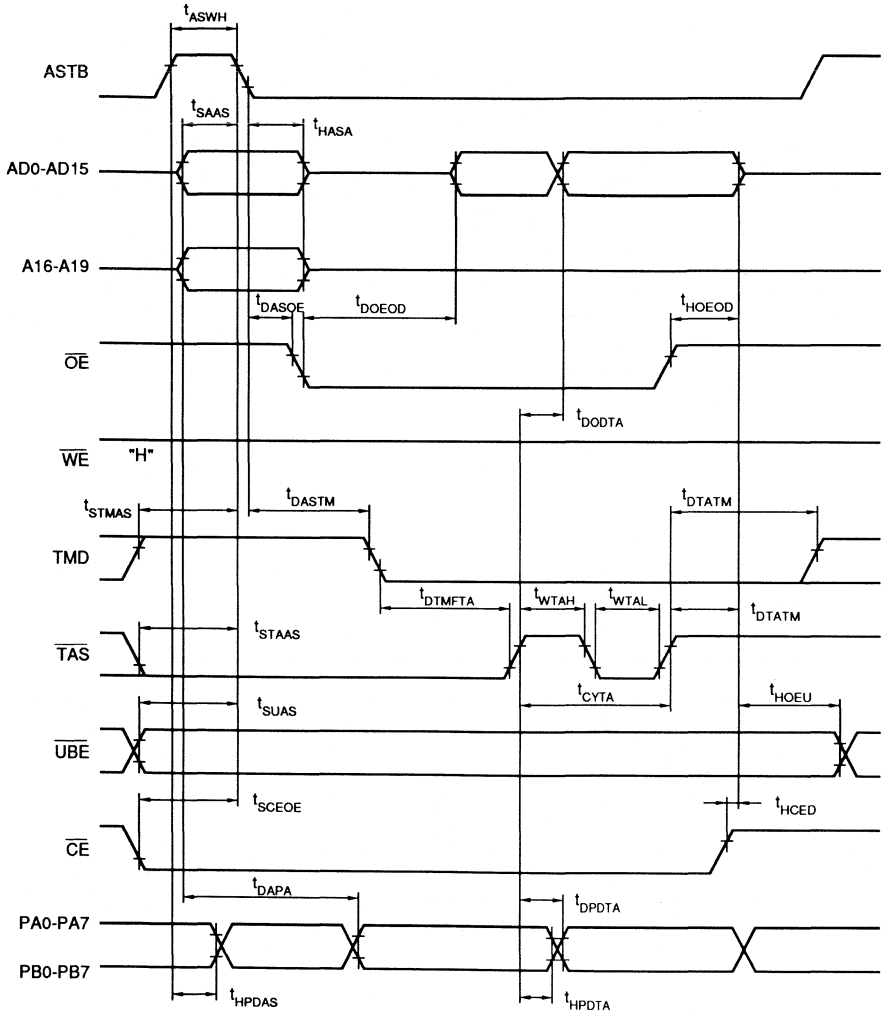 tASWH
ASTB
tSAAS
tHASA
AD0-AD15
A16-A19
tDASOE
tDOEOD
tHOEOD
OE
tDODTA
WE "H"
tSTMAS
tDASTM
tDTATM
TMD
tDTMFTA
tWTAH
tWTAL
tDTATM
tSTAAS
TAS
tCYTA
tHOEU
tSUAS
UBE
tSCEOE
tHCED
CE
tDAPA
tDPDTA
PA0-PA7
PB0-PB7
tHPDAS
tHPDTA